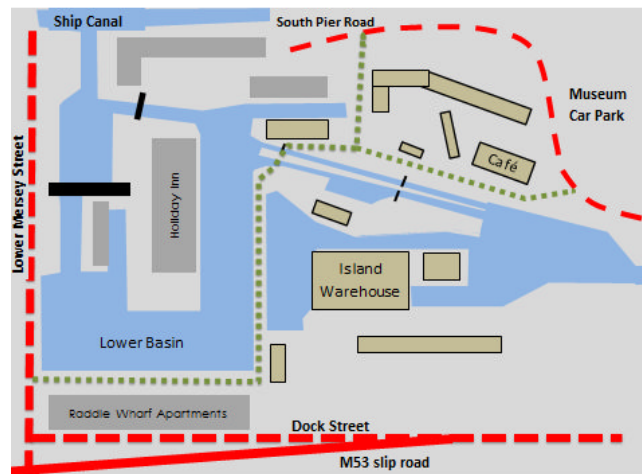 Ship Canal
South Pier Road
Museum
Car Park
Lower Mersey Street
Holiday Inn
Café
Island
Warehouse
Lower Basin
Raddle Wharf Apartments
Dock Street
M53 slip road